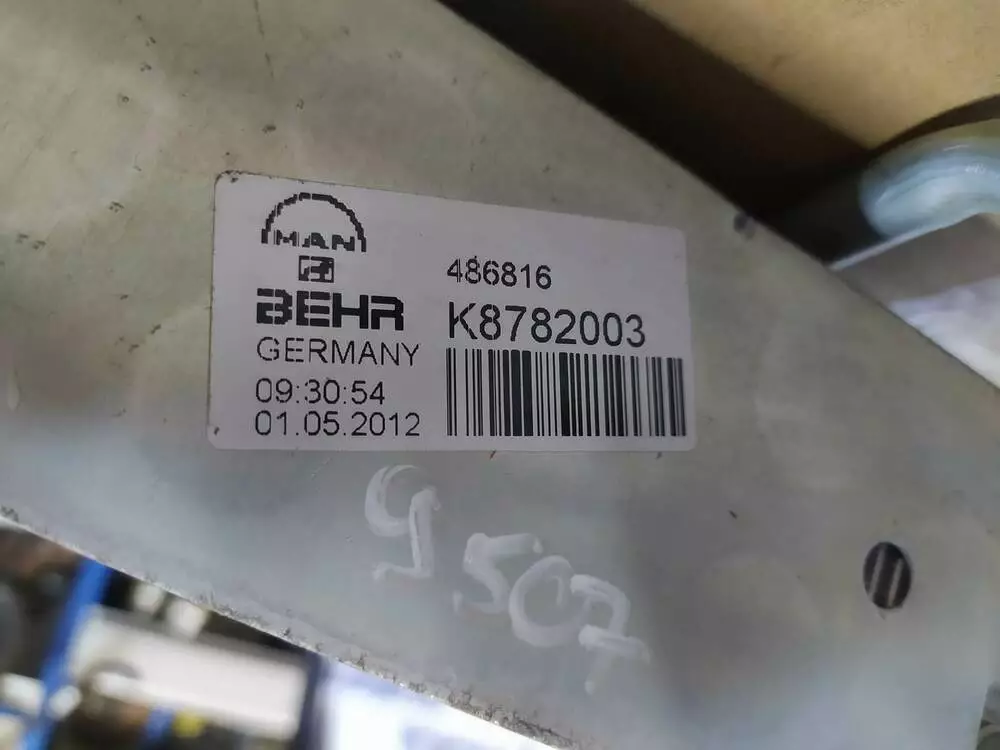 MAN
BEHR
GERMANY
09:30:54
01.05.2012
486816
K8782003
9507